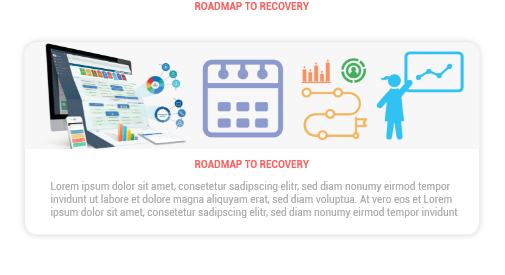 ROADMAP TO RECOVERY
ROADMAP TO RECOVERY
Lorem ipsum dolor sit amet, consetetur sadipscing elitr, sed diam nonumy eirmod tempor
invidunt ut labore et dolore magna aliquyam erat, sed diam voluptua. At vero eos et Lorem
ipsum dolor sit amet, consetetur sadipscing elitr, sed diam nonumy eirmod tempor invidunt